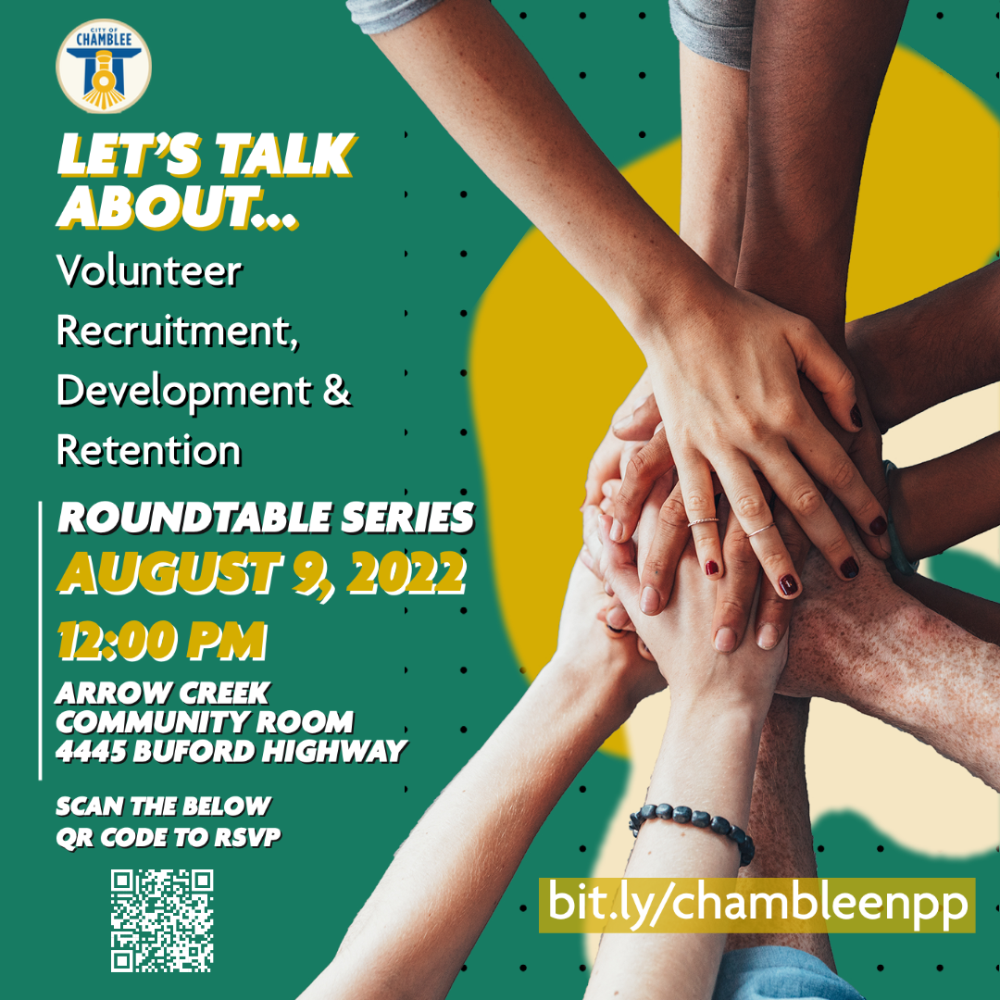 CITY OF
CHAMBLEE
LET'S TALK
ABOUT...
Volunteer
Recruitment,
Development &
Retention
ROUNDTABLE SERIES
AUGUST 9, 2022
12:00 PM
ARROW CREEK
COMMUNITY ROOM
4445 BUFORD HIGHWAY
SCAN THE BELOW
QR CODE TO RSVP
bit.ly/chambleenpp